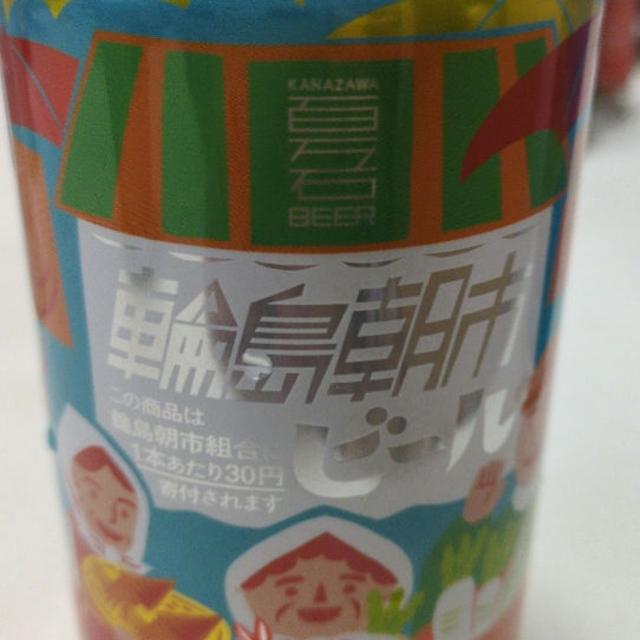 KANAZAWA
百万石
BEER
輪島朝市
ビール
この商品は
輪島朝市組合に
1本あたり30円
寄付されます